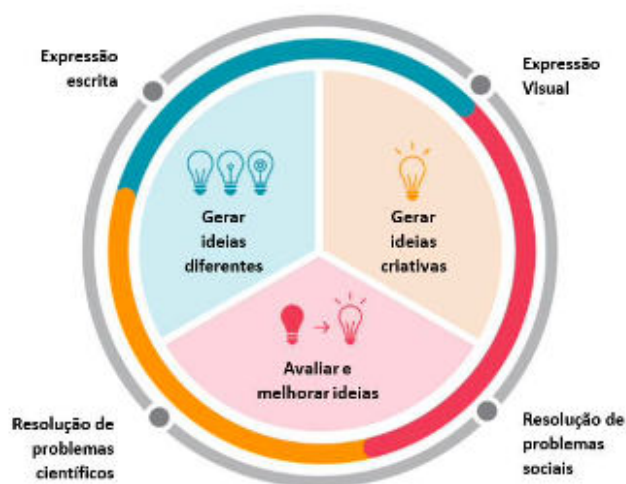 Expressão
escrita
Expressão
Visual
Gerar
ideias
diferentes
Gerar
ideias
criativas
Avaliar e
melhorar ideias
Resolução de
problemas
científicos
Resolução de
problemas
sociais